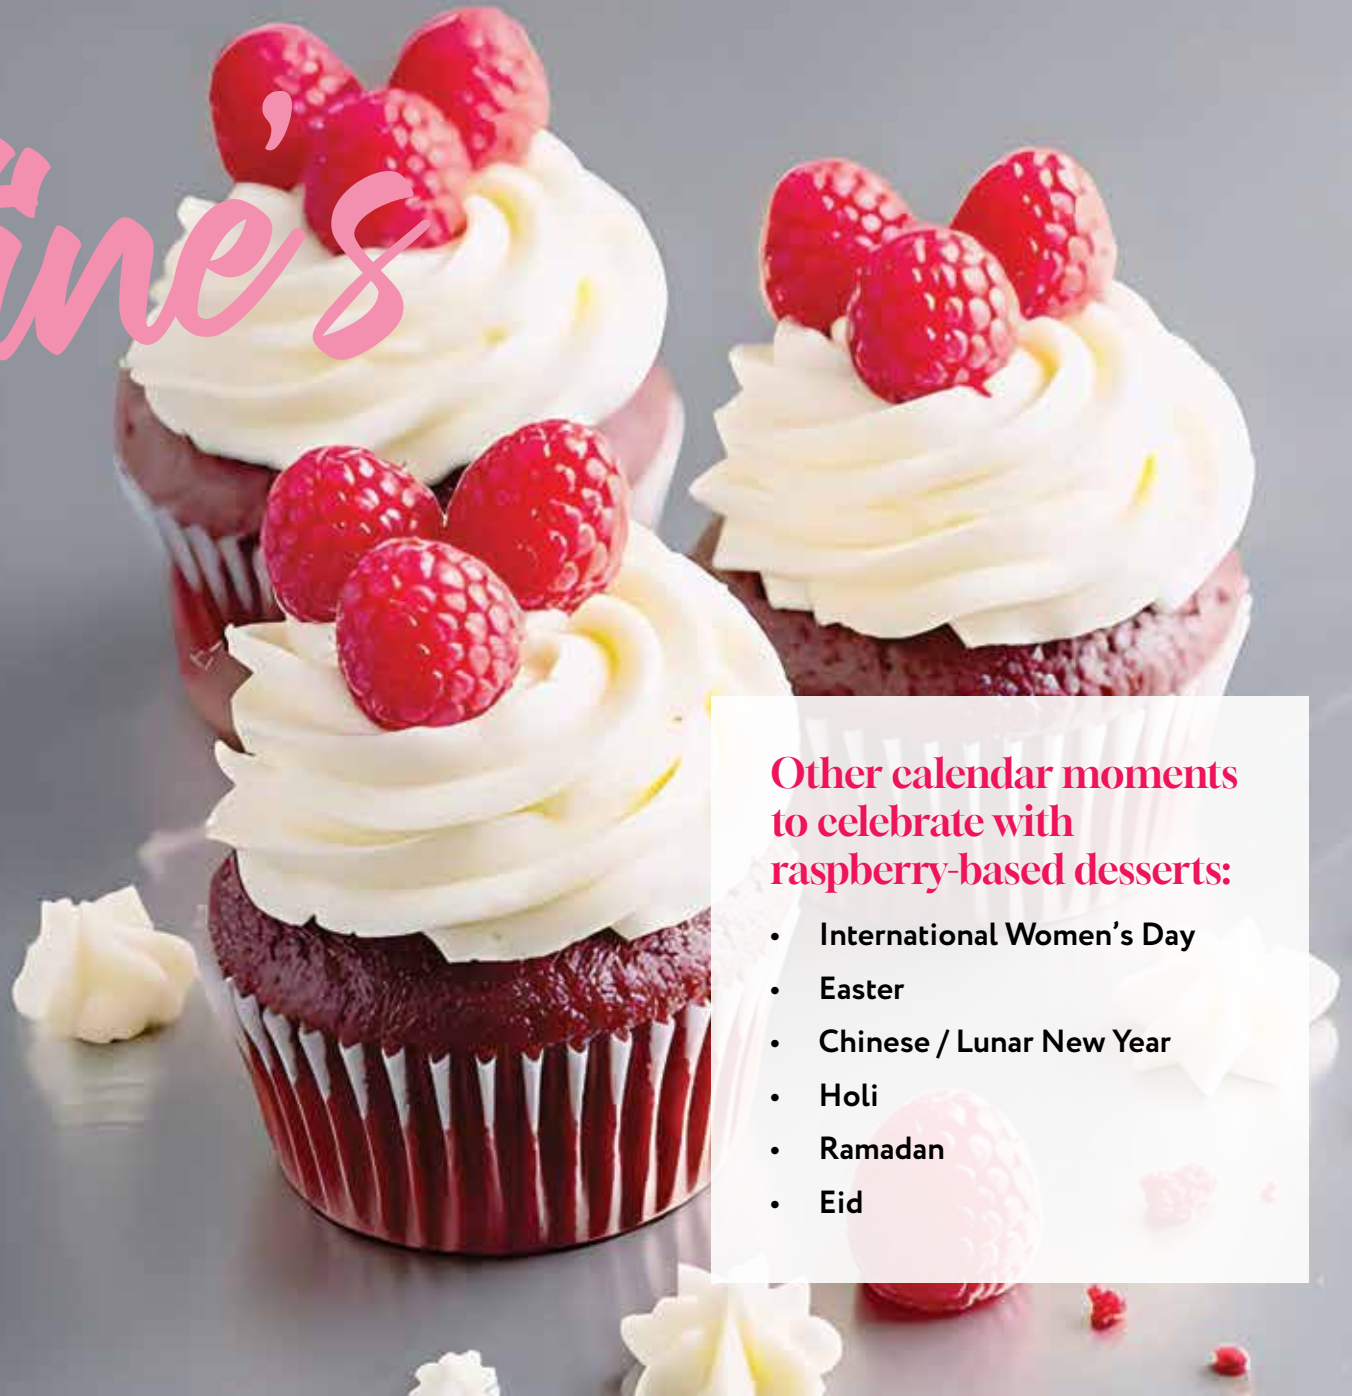 Other calendar moments
to celebrate with
raspberry-based desserts:
• International Women’s Day
• Easter
• Chinese / Lunar New Year
• Holi
• Ramadan
• Eid